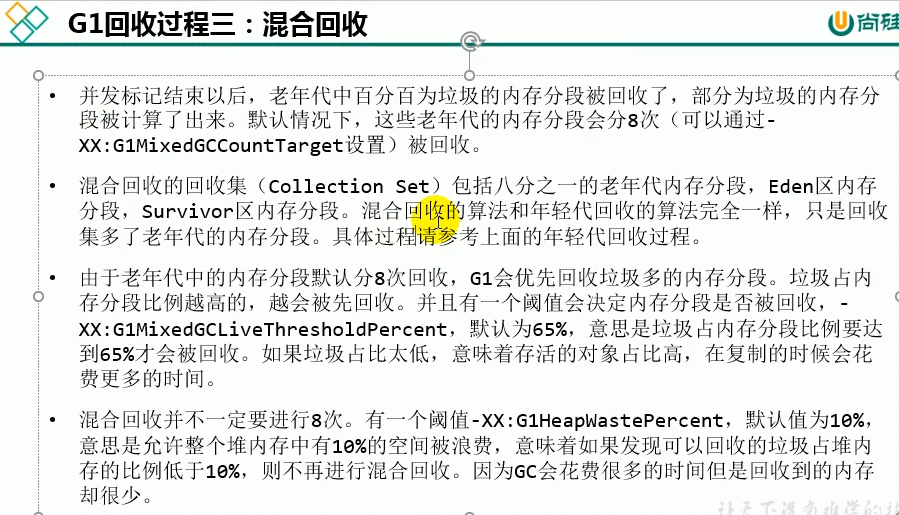 G1回收过程三：混合回收
尚硅
• 并发标记结束以后，老年代中百分百为垃圾的内存分段被回收了，部分为垃圾的内存分
段被计算了出来。默认情况下，这些老年代的内存分段会分8次（可以通过-
XX:G1MixedGCCountTarget设置）被回收。
• 混合回收的回收集（Collection Set）包括八分之一的老年代内存分段，Eden区内存
分段，Survivor区内存分段。混合回收的算法和年轻代回收的算法完全一样，只是回收
集多了老年代的内存分段。具体过程请参考上面的年轻代回收过程。
• 由于老年代中的内存分段默认分8次回收，G1会优先回收垃圾多的内存分段。垃圾占内
存分段比例越高的，越会被先回收。并且有一个阈值会决定内存分段是否被回收，-
XX:G1MixedGCLiveThresholdPercent，默认为65%，意思是垃圾占内存分段比例要达
到65%才会被回收。如果垃圾占比太低，意味着存活的对象占比高，在复制的时候会花
费更多的时间。
• 混合回收并不一定要进行8次。有一个阈值-XX:G1HeapWastePercent，默认值为10%，
意思是允许整个堆内存中有10%的空间被浪费，意味着如果发现可以回收的垃圾占堆内
存的比例低于10%，则不再进行混合回收。因为GC会花费很多的时间但是回收到的内存
却很少。